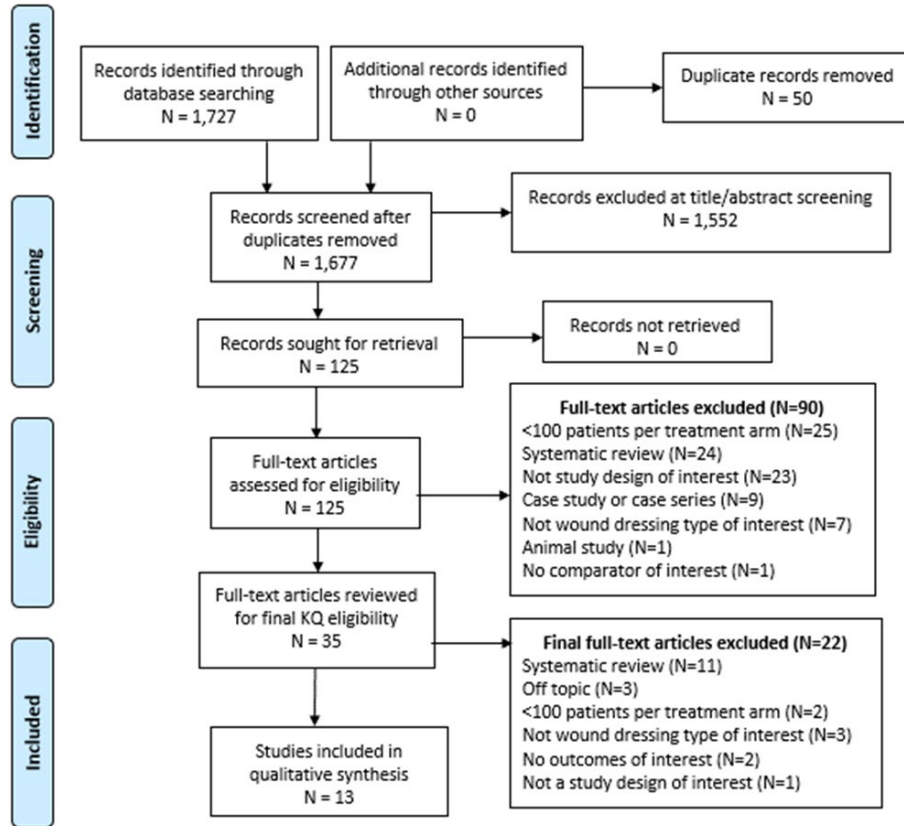 Identification
Records identified through
database searching
N = 1,727
Additional records identified
through other sources
N = 0
Duplicate records removed
N = 50
Screening
Records screened after
duplicates removed
N = 1,677
Records excluded at title/abstract screening
N = 1,552
Records sought for retrieval
N = 125
Records not retrieved
N = 0
Eligibility
Full-text articles
assessed for eligibility
N = 125
Full-text articles excluded (N=90)
<100 patients per treatment arm (N=25)
Systematic review (N=24)
Not study design of interest (N=23)
Case study or case series (N=9)
Not wound dressing type of interest (N=7)
Animal study (N=1)
No comparator of interest (N=1)
Full-text articles reviewed
for final KQ eligibility
N = 35
Included
Final full-text articles excluded (N=22)
Systematic review (N=11)
Off topic (N=3)
<100 patients per treatment arm (N=2)
Not wound dressing type of interest (N=3)
No outcomes of interest (N=2)
Not a study design of interest (N=1)
Studies included in
qualitative synthesis
N = 13